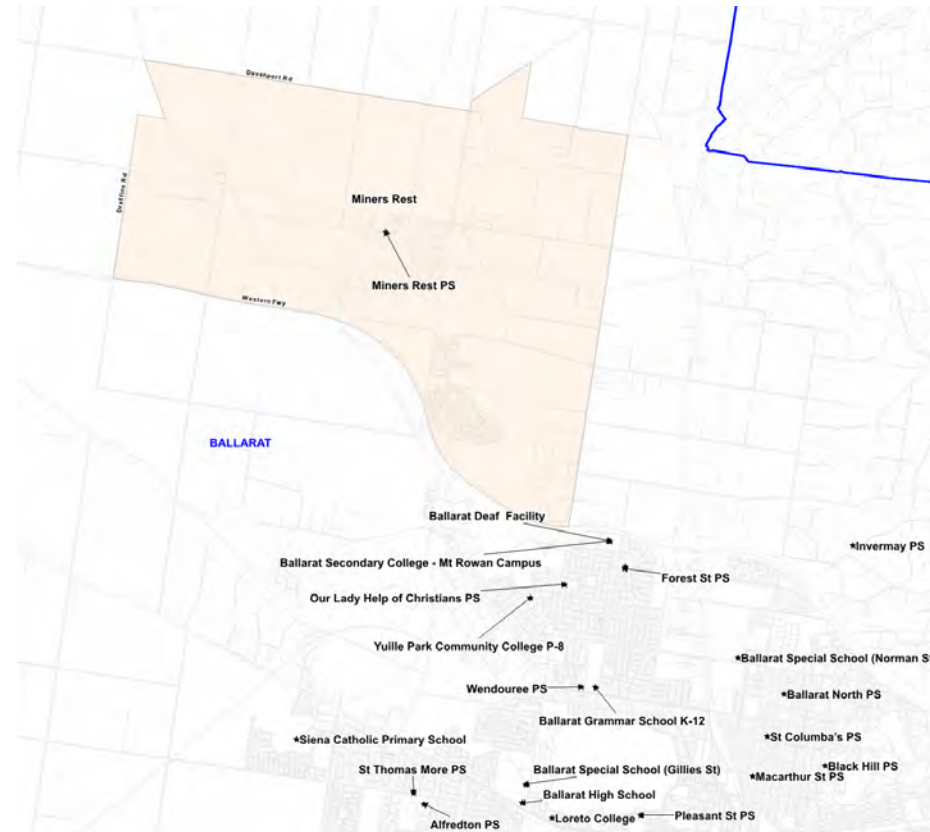 Davenport Rd
Draffins Rd
Miners Rest
Miners Rest PS
Western Fwy
BALLARAT
Ballarat Deaf Facility
Invermay PS
Ballarat Secondary College - Mt Rowan Campus
Forest St PS
Our Lady Help of Christians PS
Yuille Park Community College P-8
Ballarat Special School (Norman St
Wendouree PS
Ballarat North PS
Ballarat Grammar School K-12
Siena Catholic Primary School
St Columba's PS
St Thomas More PS
Ballarat Special School (Gillies St)
Black Hill PS
Macarthur St PS
Ballarat High School
Alfredton PS
Loreto College
Pleasant St PS